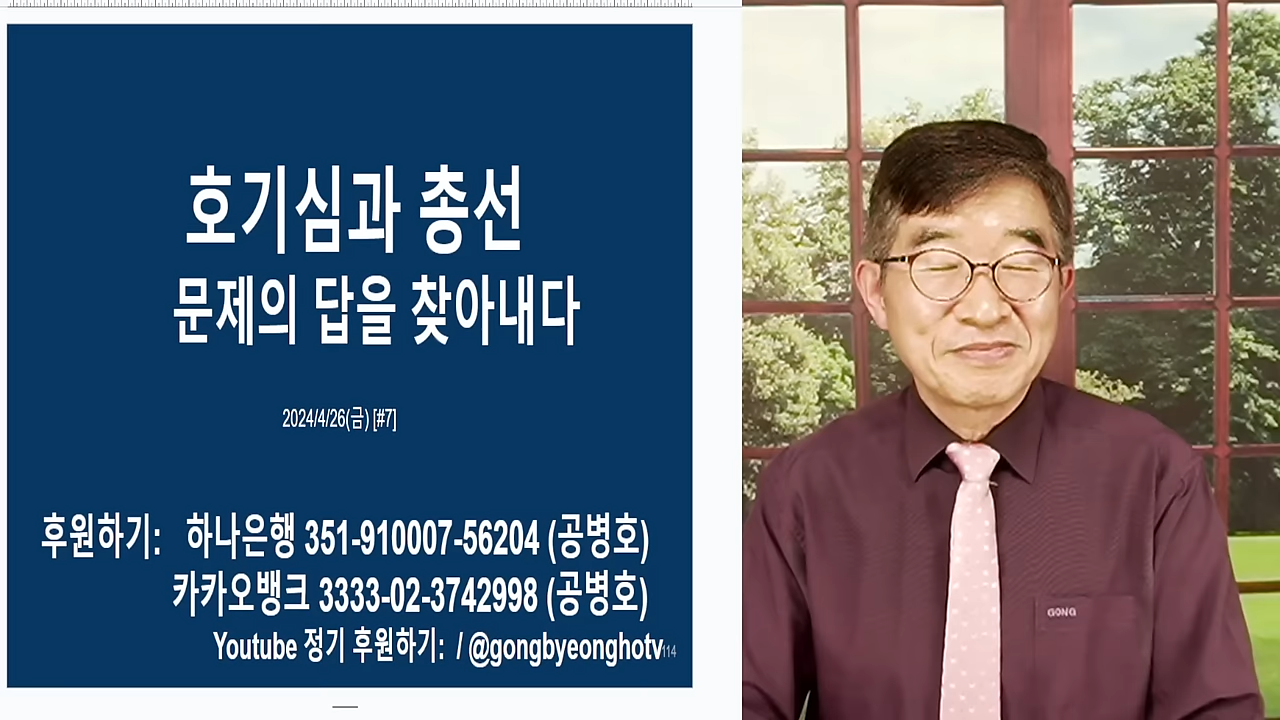 호기심과 총선
문제의 답을 찾아내다
2024/4/26(금) [#7]
후원하기: 하나은행 351-910007-56204 (공병호)
카카오뱅크 3333-02-3742998 (공병호)
Youtube 정기 후원하기: / @gongbyeonghotv
114
GONG